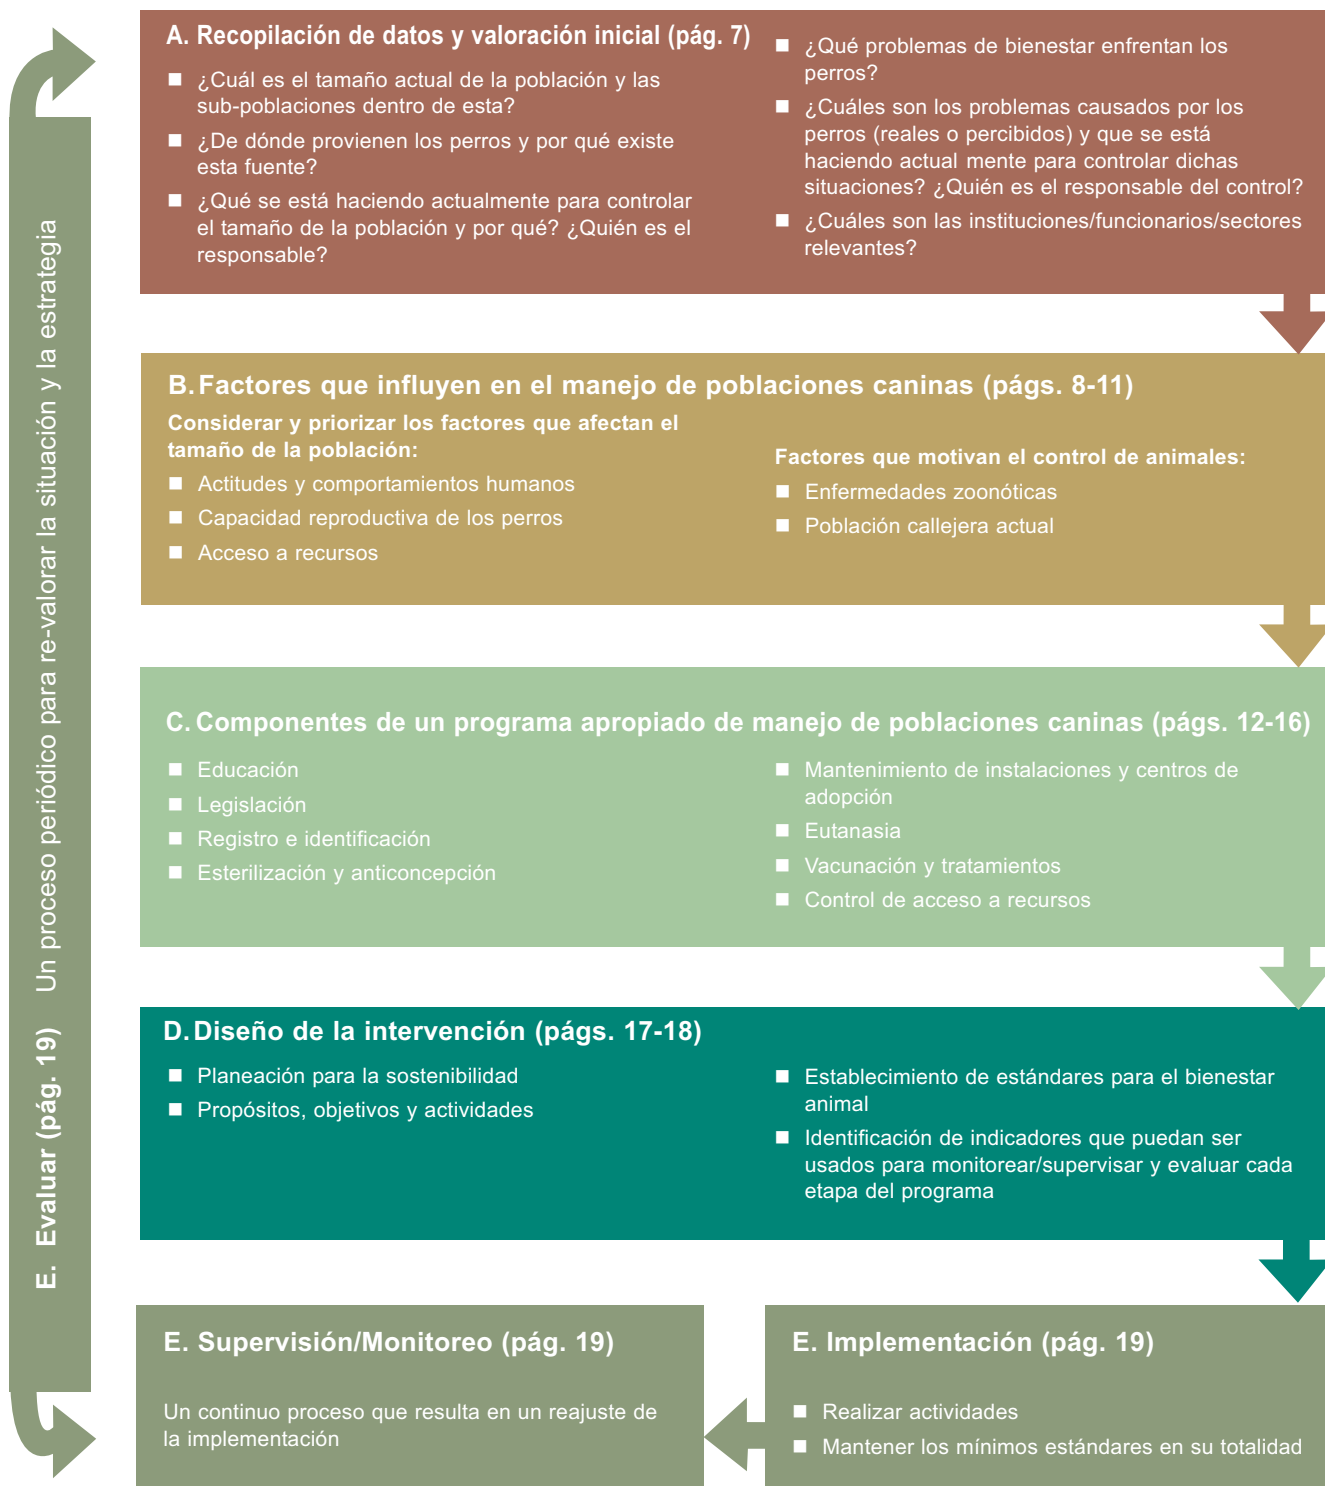 A. Recopilación de datos y valoración inicial (pág. 7)
■ ¿Cuál es el tamaño actual de la población y las
sub-poblaciones dentro de esta?
■ ¿De dónde provienen los perros y por qué existe
esta fuente?
■ ¿Qué se está haciendo actualmente para controlar
el tamaño de la población y por qué? ¿Quién es el
responsable?
■ ¿Qué problemas de bienestar enfrentan los
perros?
■ ¿Cuáles son los problemas causados por los
perros (reales o percibidos) y que se está
haciendo actual mente para controlar dichas
situaciones? ¿Quién es el responsable del control?
■ ¿Cuáles son las instituciones/funcionarios/sectores
relevantes?
B. Factores que influyen en el manejo de poblaciones caninas (págs. 8-11)
Considerar y priorizar los factores que afectan el
tamaño de la población:
■ Actitudes y comportamientos humanos
■ Capacidad reproductiva de los perros
■ Acceso a recursos
Factores que motivan el control de animales:
■ Enfermedades zoonóticas
■ Población callejera actual
C. Componentes de un programa apropiado de manejo de poblaciones caninas (págs. 12-16)
■ Educación
■ Legislación
■ Registro e identificación
■ Esterilización y anticoncepción
■ Mantenimiento de instalaciones y centros de
adopción
■ Eutanasia
■ Vacunación y tratamientos
■ Control de acceso a recursos
D. Diseño de la intervención (págs. 17-18)
■ Planeación para la sostenibilidad
■ Propósitos, objetivos y actividades
■ Establecimiento de estándares para el bienestar
animal
■ Identificación de indicadores que puedan ser
usados para monitorear/supervisar y evaluar cada
etapa del programa
E. Implementación (pág. 19)
■ Realizar actividades
■ Mantener los mínimos estándares en su totalidad
E. Supervisión/Monitoreo (pág. 19)
Un continuo proceso que resulta en un reajuste de
la implementación
E. Evaluar (pág. 19) Un proceso periódico para re-valorar la situación y la estrategia